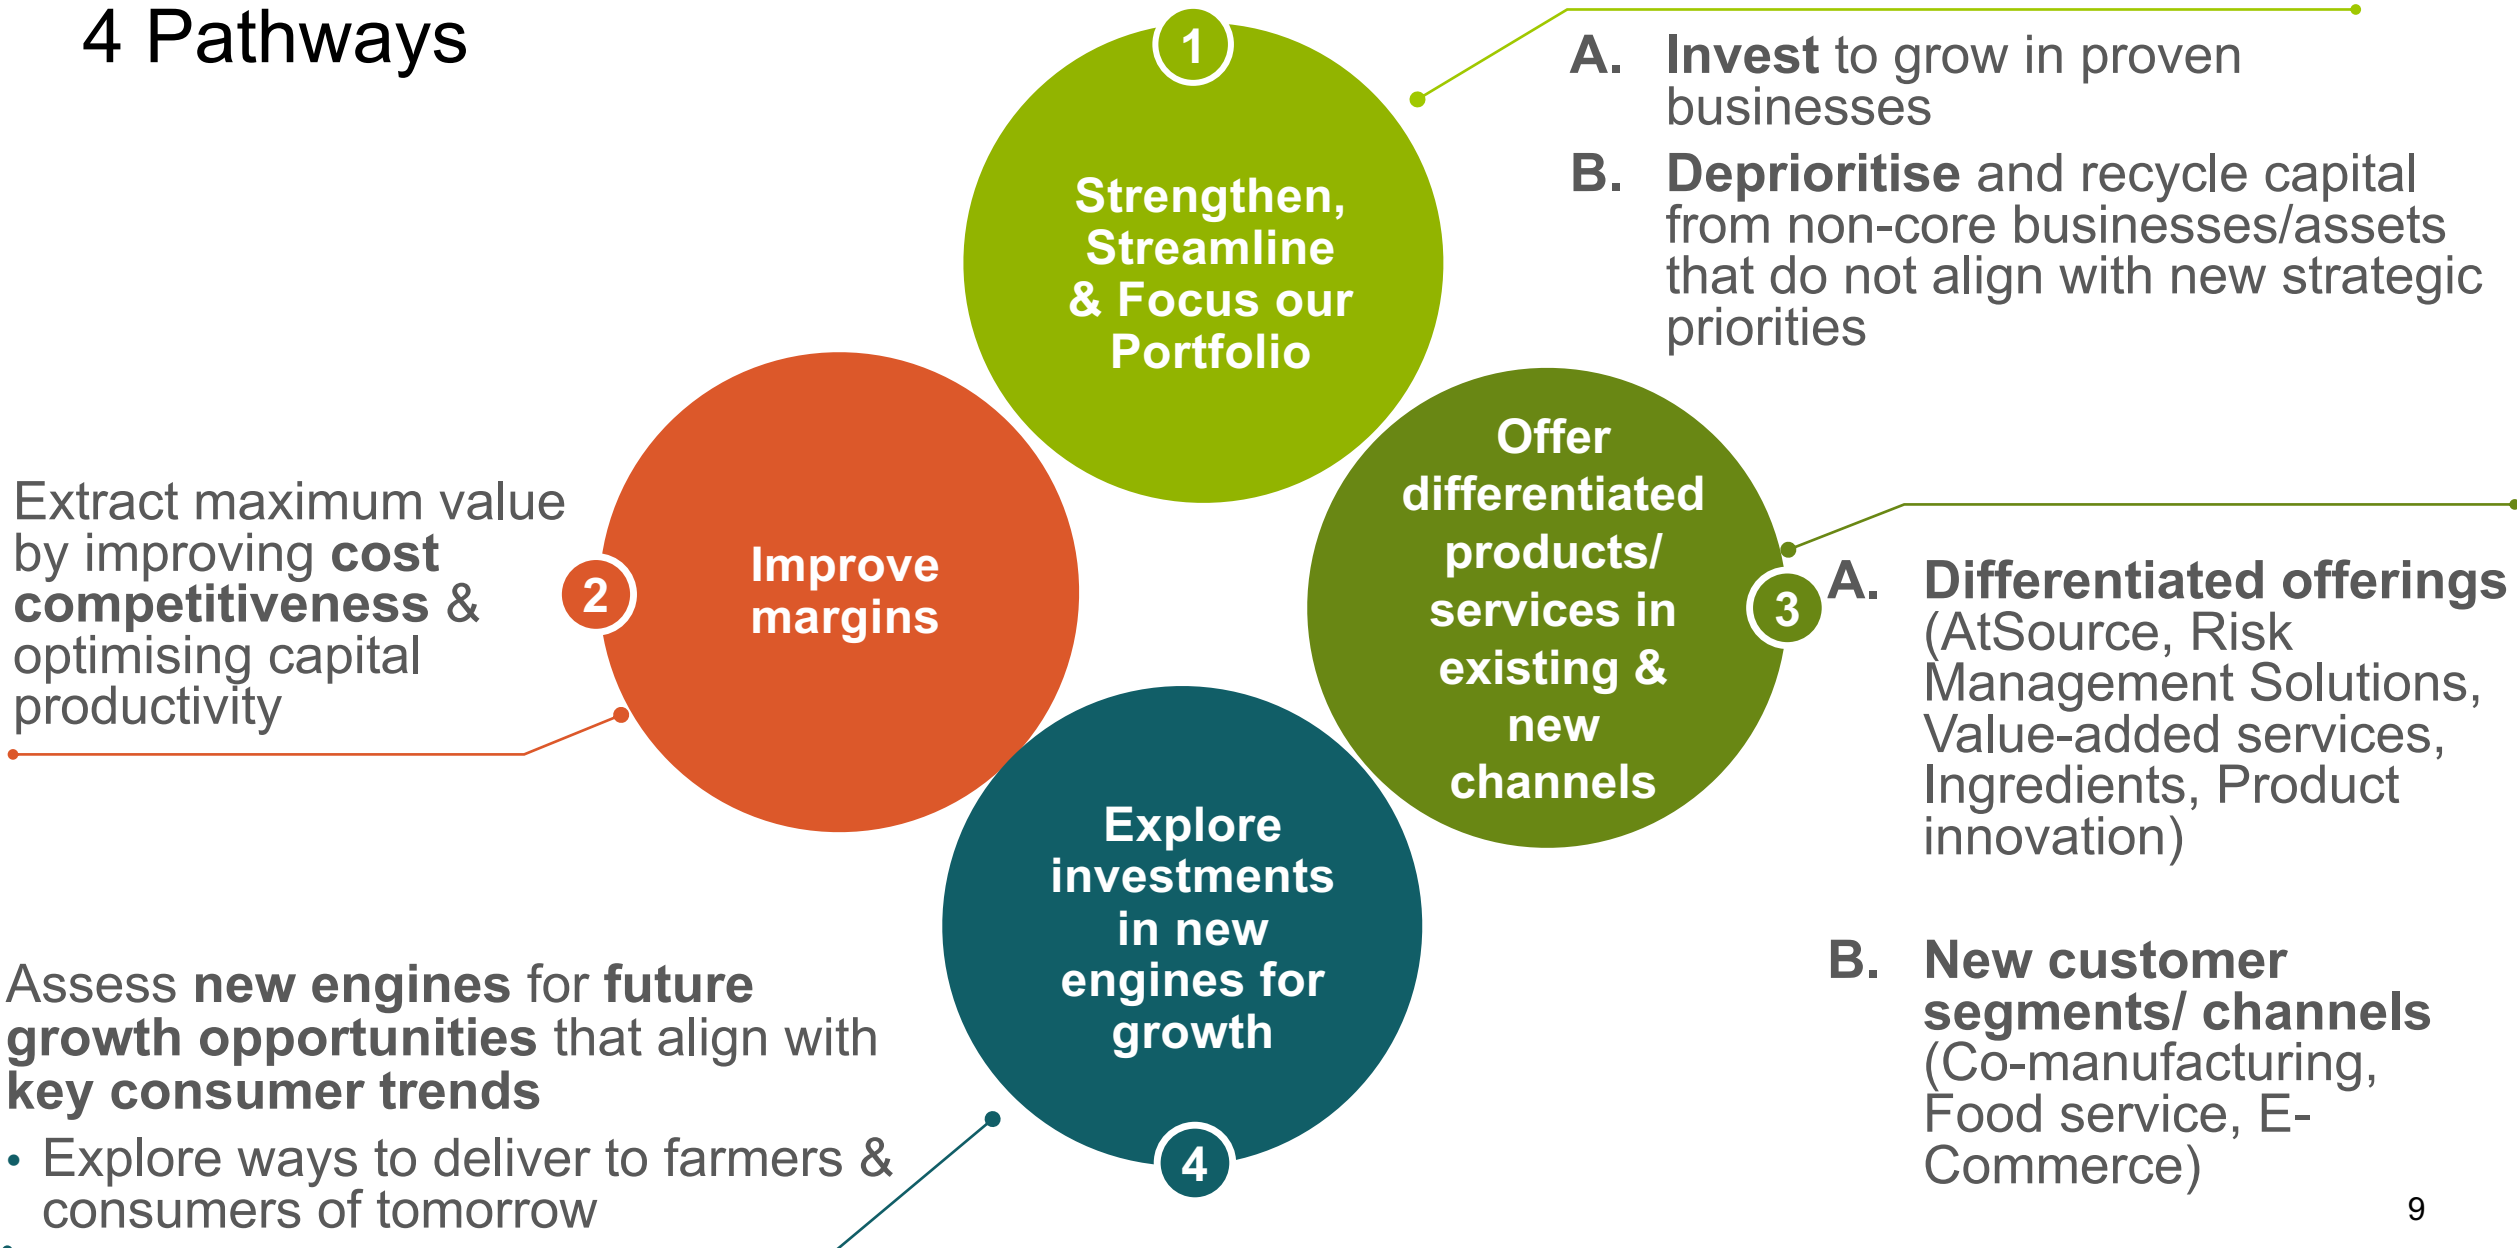 4 Pathways
1
Strengthen,
Streamline
& Focus our
Portfolio
A. Invest to grow in proven
businesses
B. Deprioritise and recycle capital
from non-core businesses/assets
that do not align with new strategic
priorities
Extract maximum value
by improving cost
competitiveness &
optimising capital
productivity
2
Improve
margins
Offer
differentiated
products/
services in
existing &
new
channels
3
A. Differentiated offerings
(AtSource, Risk
Management Solutions,
Value-added services,
Ingredients, Product
innovation)
B. New customer
segments/ channels
(Co-manufacturing,
Food service, E-
Commerce)
Explore
investments
in new
engines for
growth
4
Assess new engines for future
growth opportunities that align with
key consumer trends
• Explore ways to deliver to farmers &
consumers of tomorrow
9